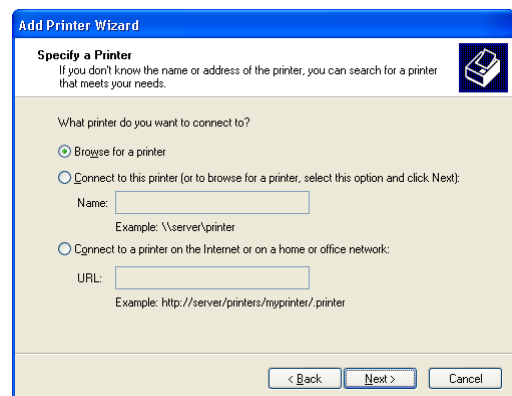 Add Printer Wizard
Specify a Printer
If you don't know the name or address of the printer, you can search for a printer
that meets your needs.
What printer do you want to connect to?
Browse for a printer
Connect to this printer (or to browse for a printer, select this option and click Next):
Name:
Example: \\server\printer
Connect to a printer on the Internet or on a home or office network:
URL:
Example: http://server/printers/myprinter/.printer
< Back Next > Cancel